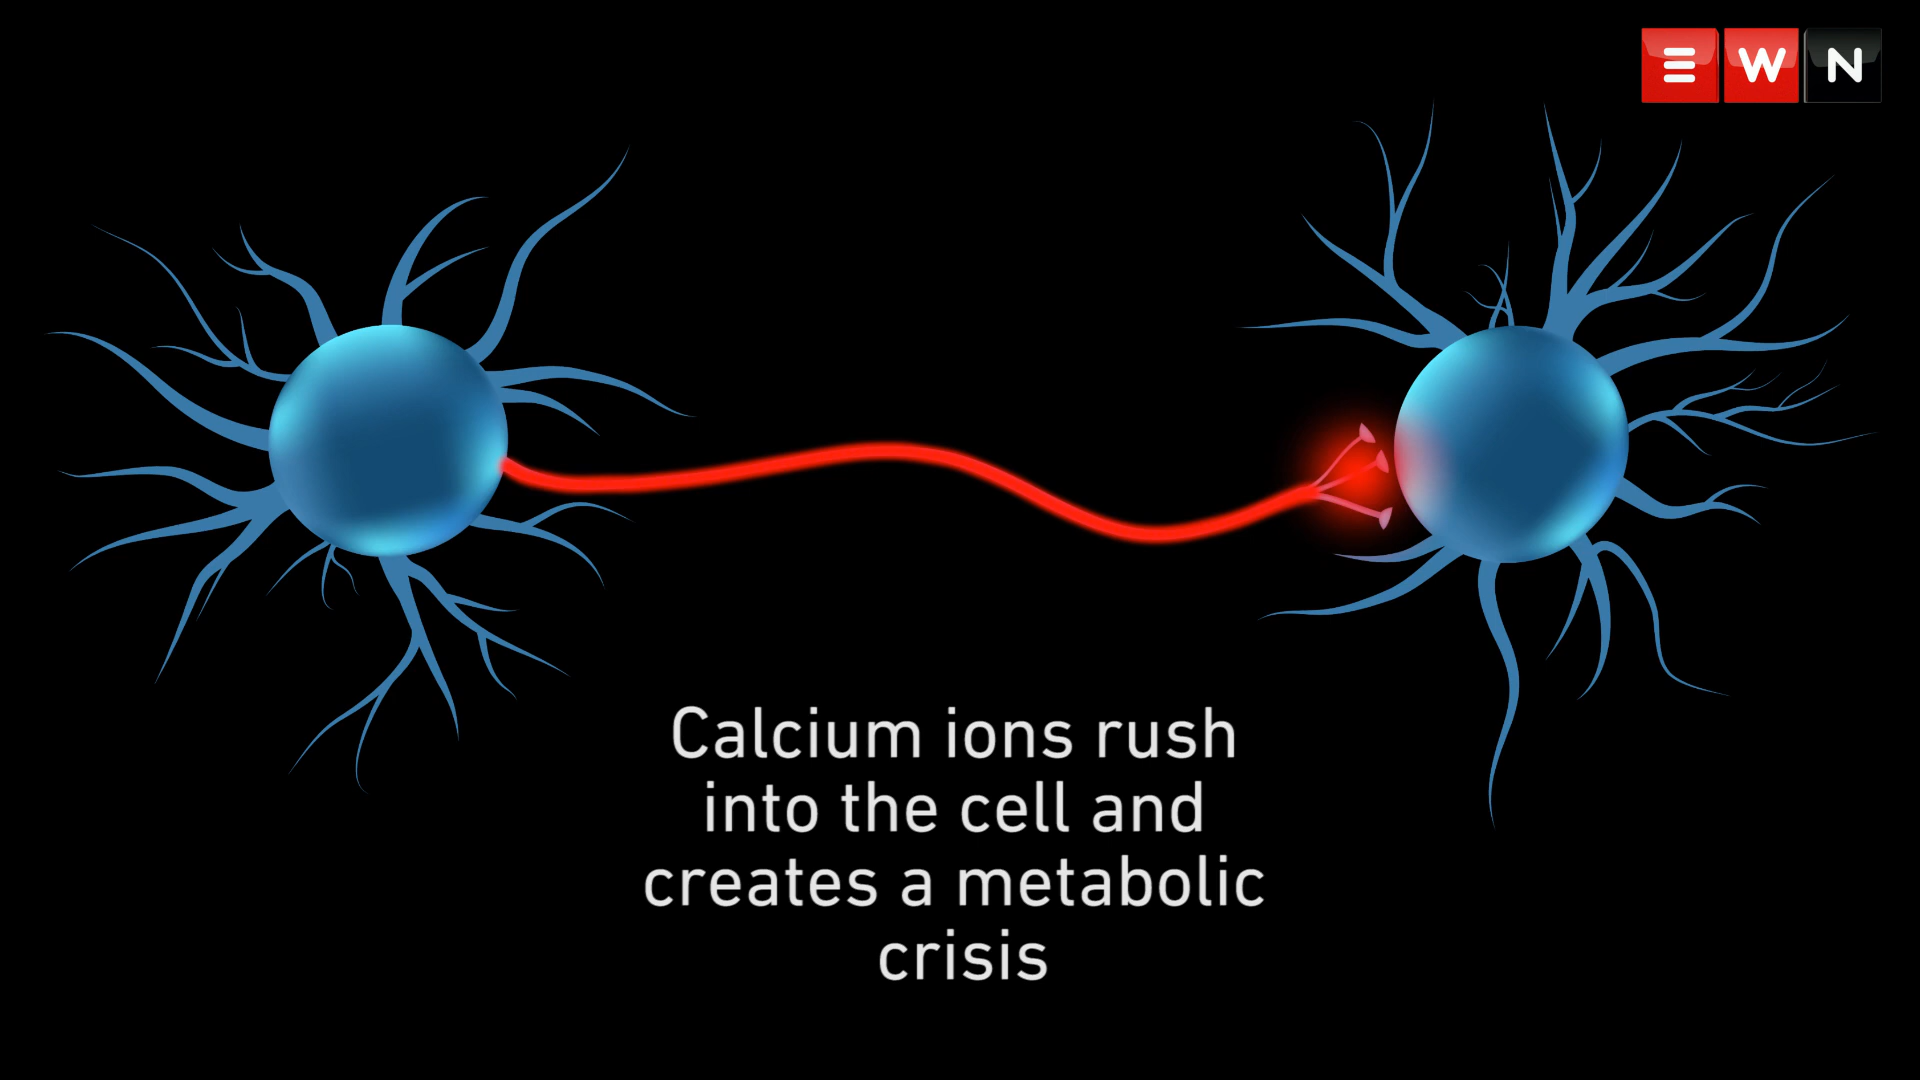 EWN
Calcium ions rush
into the cell and
creates a metabolic
crisis